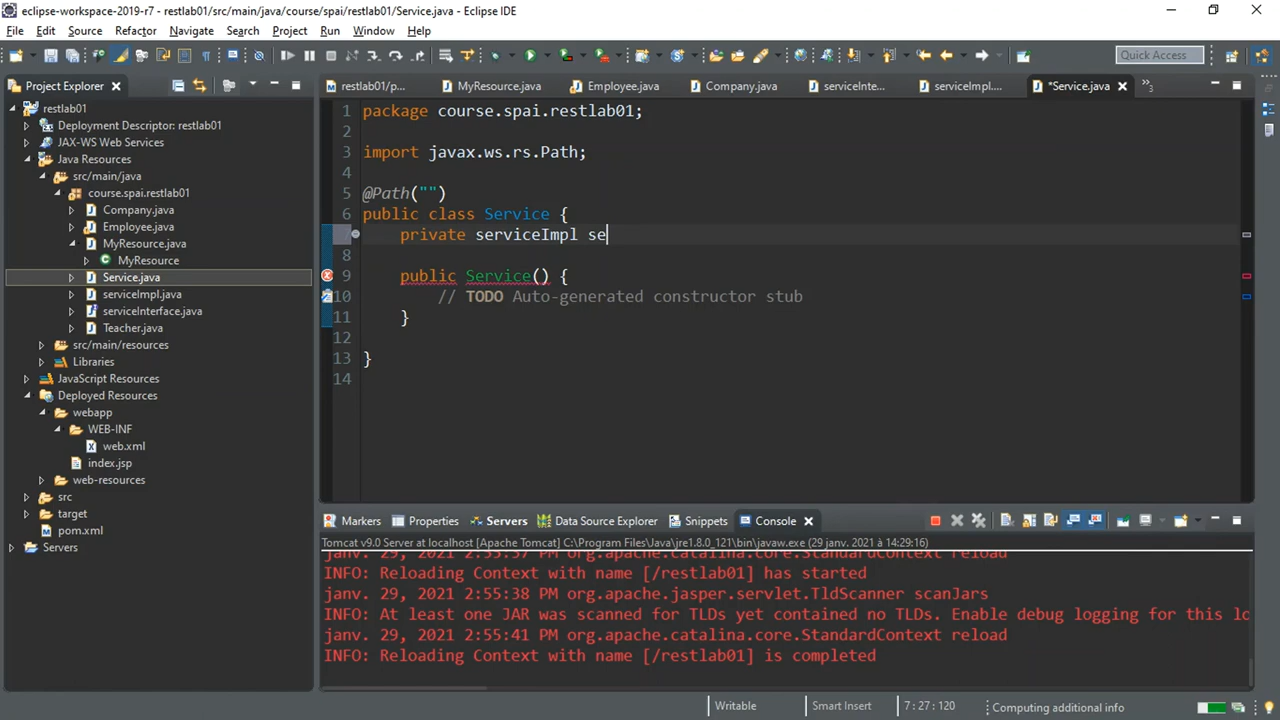 eclipse-workspace-2019-r7 - restlab01/src/main/java/course/spai/restlab01/Service.java - Eclipse IDE
File Edit Source Refactor Navigate Search Project Run Window Help
Quick Access
Project Explorer
restlab01/p... MyResource.java Employee.java Company.java serviceInte... serviceImpl.... *Service.java
restlab01
Deployment Descriptor: restlab01
JAX-WS Web Services
Java Resources
src/main/java
course.spai.restlab01
Company.java
Employee.java
MyResource.java
MyResource
Service.java
serviceImpl.java
serviceInterface.java
Teacher.java
src/main/resources
Libraries
JavaScript Resources
Deployed Resources
webapp
WEB-INF
web.xml
index.jsp
web-resources
src
target
pom.xml
Servers
1 package course.spai.restlab01;
2
3 import javax.ws.rs.Path;
4
5 @Path("")
6 public class Service {
7 private serviceImpl se
8
9 public Service() {
10 // TODO Auto-generated constructor stub
11 }
12
13 }
14
Markers Properties Servers Data Source Explorer Snippets Console
Tomcat v9.0 Server at localhost [Apache Tomcat] C:\Program Files\Java\jre1.8.0_121\bin\javaw.exe (29 janv. 2021 à 14:29:16)
janv. 29, 2021 2:55:37 PM org.apache.catalina.core.StandardContext reload
INFO: Reloading Context with name [/restlab01] has started
janv. 29, 2021 2:55:38 PM org.apache.jasper.servlet.TldScanner scanJars
INFO: At least one JAR was scanned for TLDs yet contained no TLDs. Enable debug logging for this lo
janv. 29, 2021 2:55:41 PM org.apache.catalina.core.StandardContext reload
INFO: Reloading Context with name [/restlab01] is completed
Writable Smart Insert 7 : 27 : 120 Computing additional info